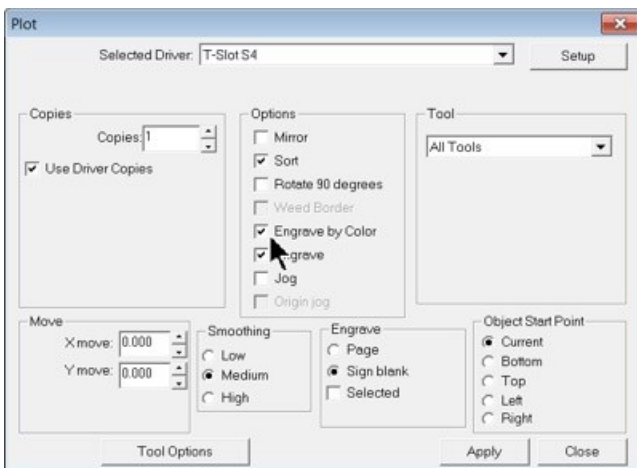 Plot
Selected Driver: T-Slot S4
Setup
Copies
Copies: 1
Use Driver Copies
Options
Mirror
Sort
Rotate 90 degrees
Weed Border
Engrave by Color
Jog
Origin jog
Tool
All Tools
Move
X move: 0.000
Y move: 0.000
Smoothing
Low
Medium
High
Engrave
Page
Sign blank
Selected
Object Start Point
Current
Bottom
Top
Left
Right
Tool Options
Apply
Close